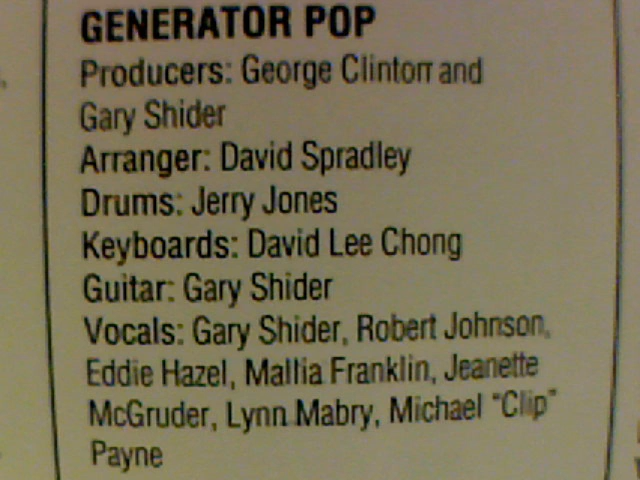 GENERATOR POP
Producers: George Clinton and
Gary Shider
Arranger: David Spradley
Drums: Jerry Jones
Keyboards: David Lee Chong
Guitar: Gary Shider
Vocals: Gary Shider, Robert Johnson,
Eddie Hazel, Mallia Franklin, Jeanette
McGruder, Lynn Mabry, Michael "Clip"
Payne